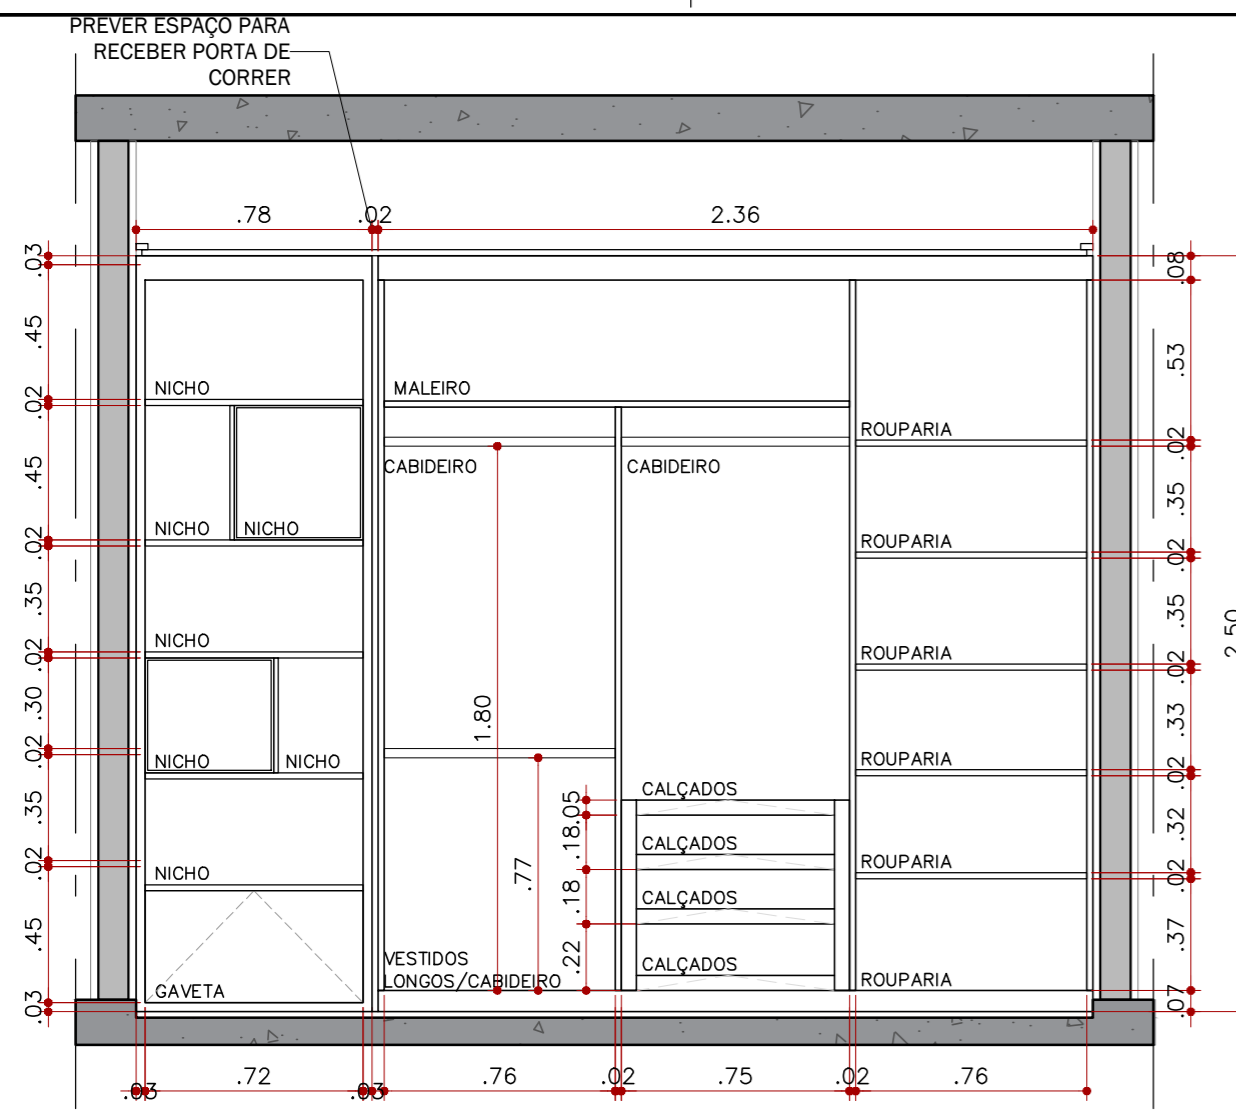 PREVER ESPAÇO PARA
RECEBER PORTA DE
CORRER
.78
.02
2.36
.03
.45
.02
.45
.02
.35
.02
.30
.02
.35
.02
.45
.03
NICHO
NICHO
NICHO
NICHO
NICHO
NICHO
NICHO
GAVETA
MALEIRO
CABIDEIRO
CABIDEIRO
1.80
.77
VESTIDOS
LONGOS/CABIDEIRO
.05
.18
.18
.22
CALÇADOS
CALÇADOS
CALÇADOS
CALÇADOS
ROUPARIA
ROUPARIA
ROUPARIA
ROUPARIA
ROUPARIA
ROUPARIA
.08
.53
.02
.35
.02
.35
.02
.33
.02
.32
.02
.37
.07
2.50
.03
.72
.03
.76
.02
.75
.02
.76